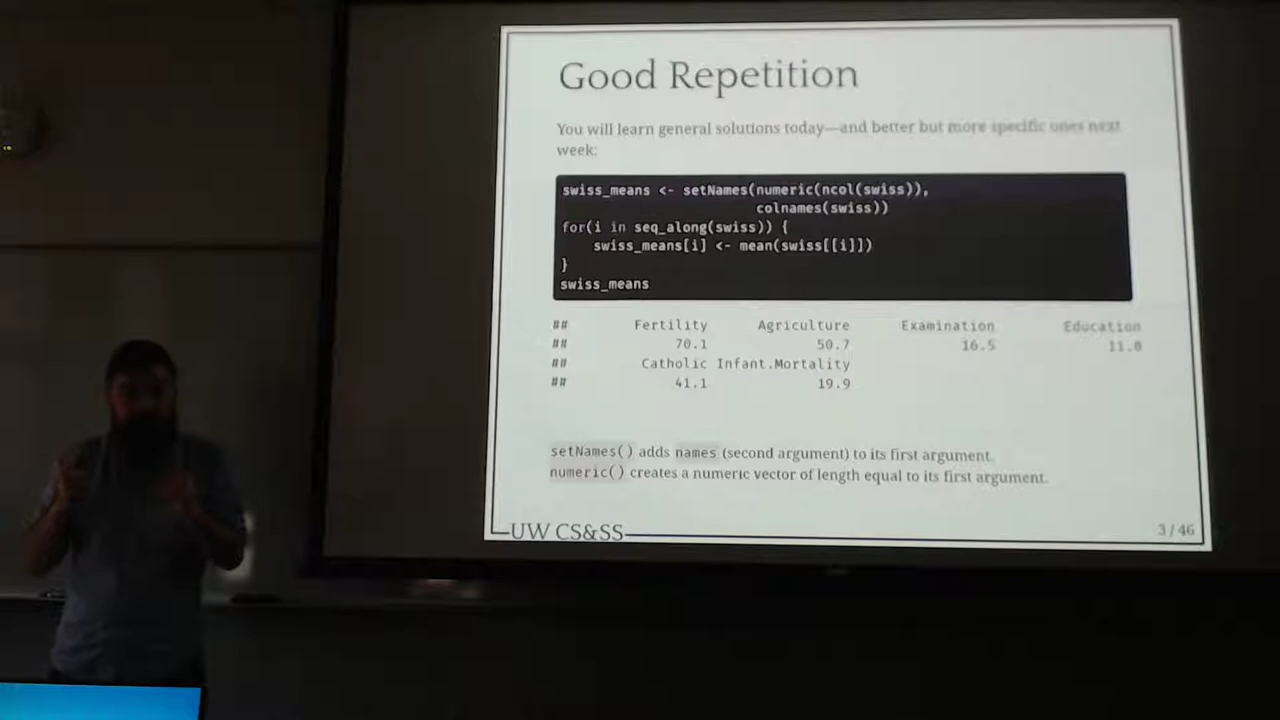 Good Repetition
You will learn general solutions today—and better but more specific ones next
week:
swiss_means <- setNames(numeric(ncol(swiss)),
colnames(swiss))
for(i in seq_along(swiss)) {
swiss_means[i] <- mean(swiss[[i]])
}
swiss_means
## Fertility Agriculture Examination Education
## 70.1 50.7 16.5 11.0
## Catholic Infant.Mortality
## 41.1 19.9
setNames() adds names (second argument) to its first argument.
numeric() creates a numeric vector of length equal to its first argument.
UW CS&SS
3 / 46